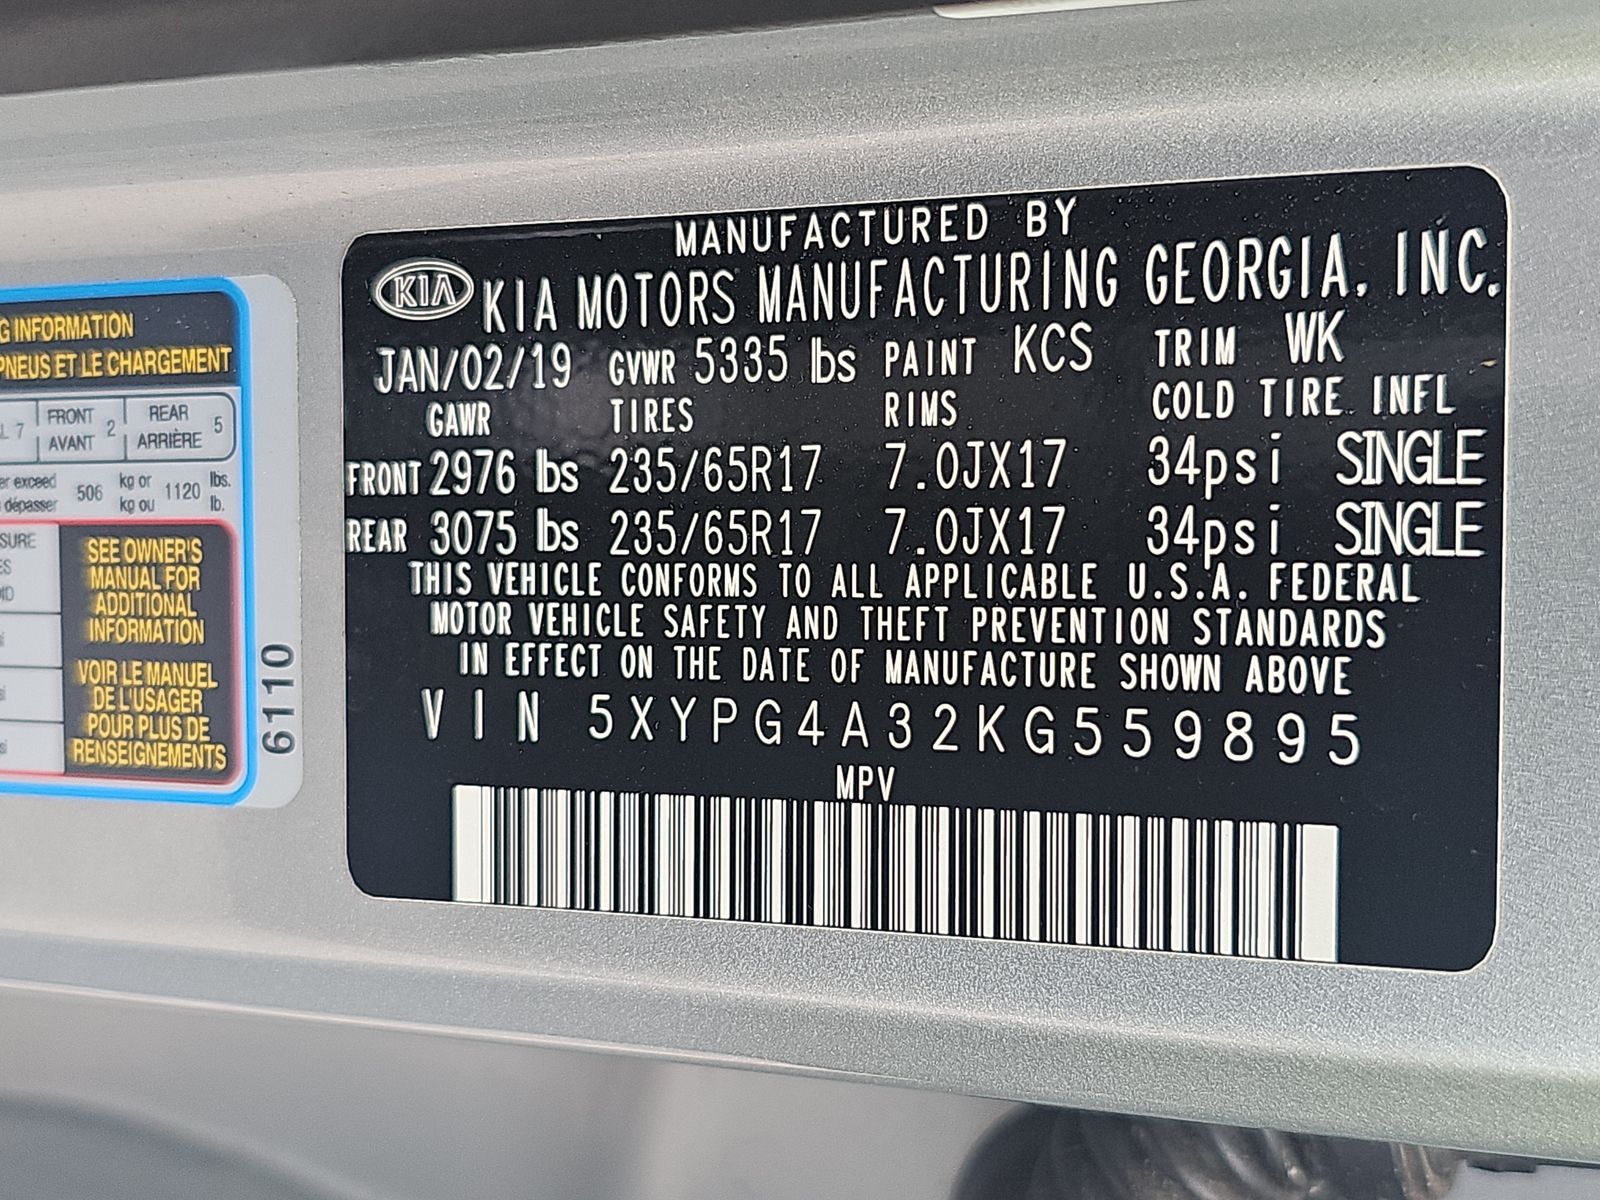 G INFORMATION
PNEUS ET LE CHARGEMENT
L 7 FRONT AVANT 2 REAR ARRIÈRE 5
er exceed kg or lbs.
dépasser 506 kg ou 1120 lb.
SURE
ES
OID
SEE OWNER'S
MANUAL FOR
ADDITIONAL
INFORMATION
VOIR LE MANUEL
DE L'USAGER
POUR PLUS DE
RENSEIGNEMENTS
6110
MANUFACTURED BY
KIA KIA MOTORS MANUFACTURING GEORGIA, INC.
JAN/02/19 GVWR 5335 lbs PAINT KCS TRIM WK
GAWR TIRES RIMS COLD TIRE INFL
FRONT 2976 lbs 235/65R17 7.0JX17 34psi SINGLE
REAR 3075 lbs 235/65R17 7.0JX17 34psi SINGLE
THIS VEHICLE CONFORMS TO ALL APPLICABLE U.S.A. FEDERAL
MOTOR VEHICLE SAFETY AND THEFT PREVENTION STANDARDS
IN EFFECT ON THE DATE OF MANUFACTURE SHOWN ABOVE
VIN 5XYPG4A32KG559895
MPV